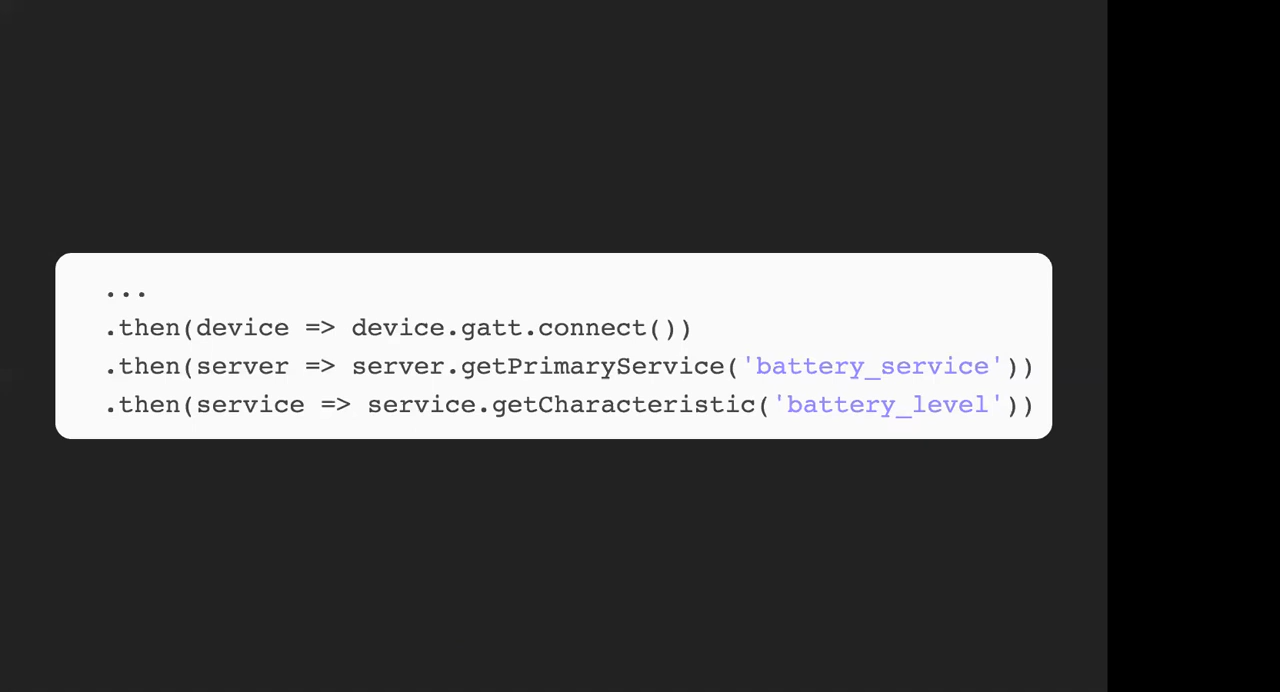 ...
.then(device => device.gatt.connect())
.then(server => server.getPrimaryService('battery_service'))
.then(service => service.getCharacteristic('battery_level'))